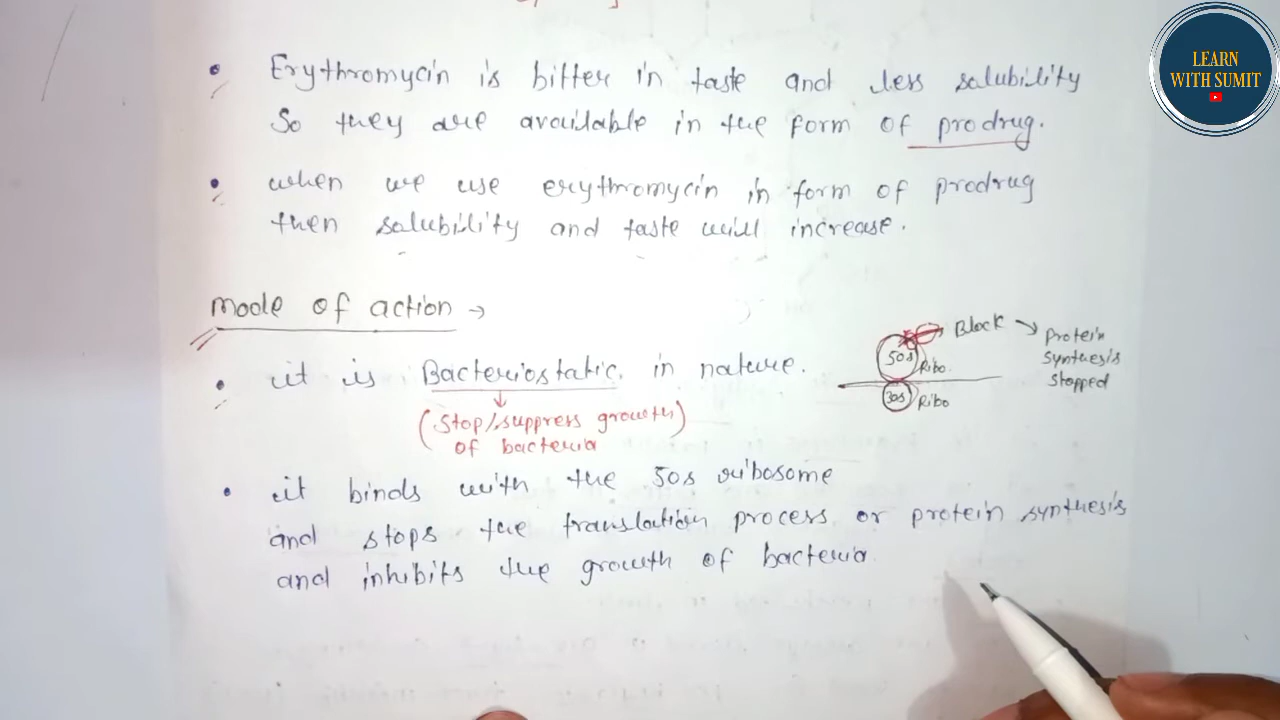 LEARN
WITH SUMIT
• Erythromycin is bitter in taste and less solubility
So they are available in the form of prodrug.
• when we use erythromycin in form of prodrug
then solubility and taste will increase.
Mode of action →
• it is Bacteriostatic in nature.
(Stop/suppress growth)
of bacteria
50s Ribo.
30s Ribo
Block →
Protein
Synthesis
Stopped
• it binds with the 50s ribosome
and stops the translation process or protein synthesis
and inhibits the growth of bacteria.